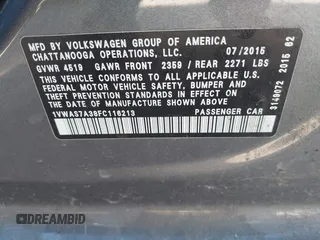 MFD BY VOLKSWAGEN GROUP OF AMERICA
CHATTANOOGA OPERATIONS, LLC. 07/2015
GVWR 4519 GAWR FRONT 2359 / REAR 2271 LBS
THIS VEHICLE CONFORMS TO ALL APPLICABLE U.S.
FEDERAL MOTOR VEHICLE SAFETY, BUMPER AND
THEFT PREVENTION STANDARDS IN EFFECT
ON THE DATE OF MANUFACTURE SHOWN ABOVE.
1VWAS7A38FC116213 PASSENGER CAR
3140072 2015 62
DREAMBID